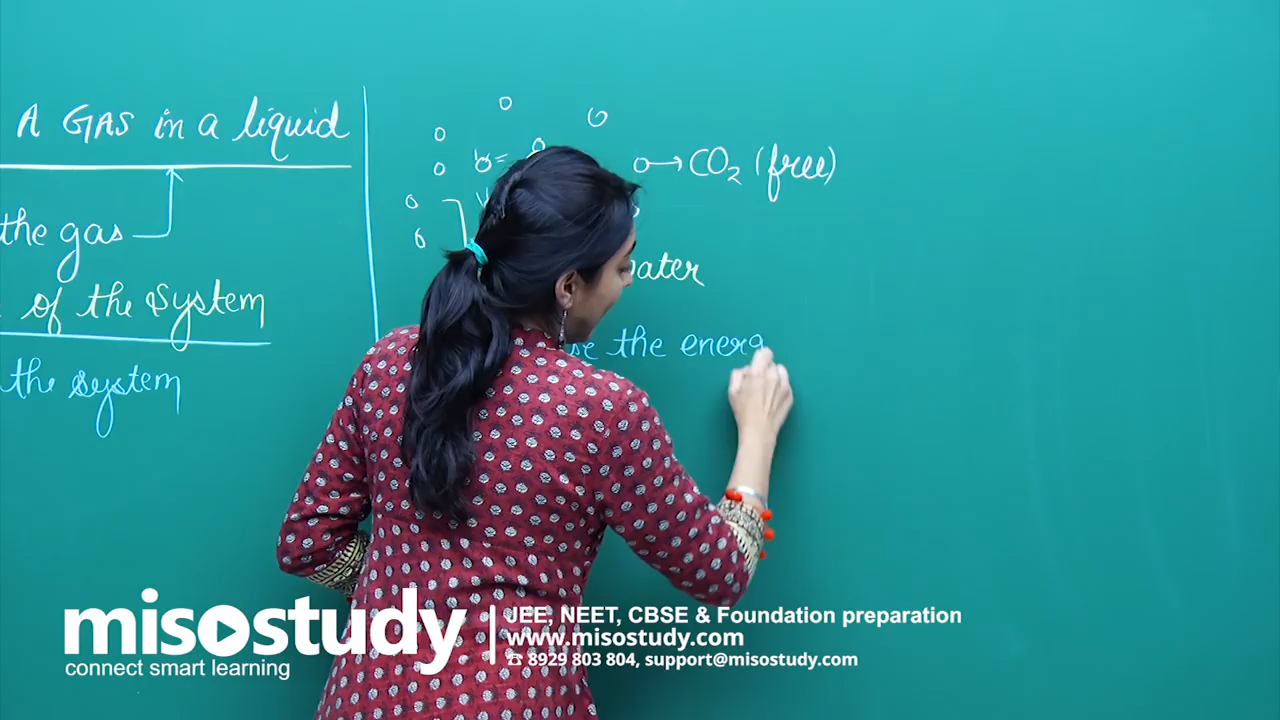 A GAS in a liquid
the gas
of the system
the system
CO₂ (free)
water
the energ
misostudy
connect smart learning
JEE, NEET, CBSE & Foundation preparation
www.misostudy.com
☎ 8929 803 804, support@misostudy.com